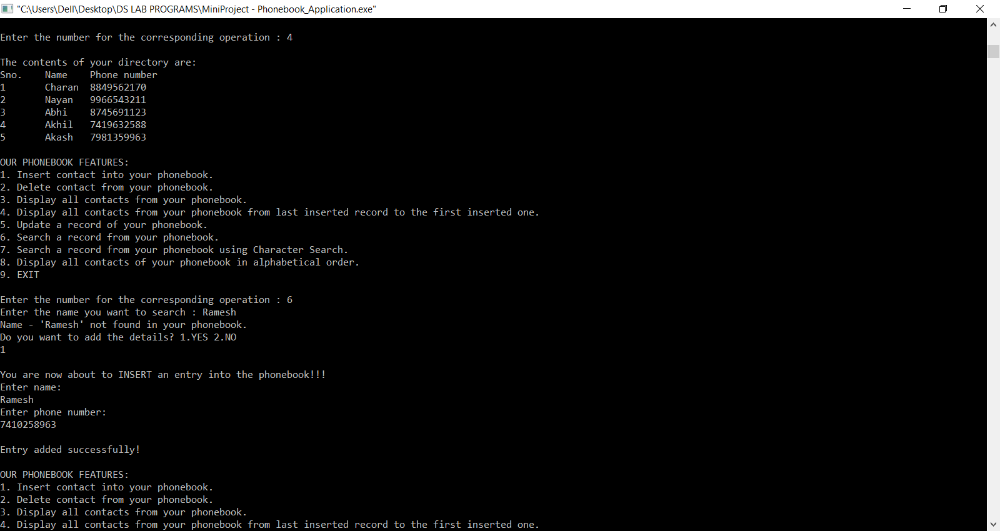 "C:\Users\Dell\Desktop\DS LAB PROGRAMS\MiniProject - Phonebook_Application.exe"
Enter the number for the corresponding operation : 4
The contents of your directory are:
Sno.    Name    Phone number
1       Charan  8849562170
2       Nayan   9966543211
3       Abhi    8745691123
4       Akhil   7419632588
5       Akash   7981359963
OUR PHONEBOOK FEATURES:
1. Insert contact into your phonebook.
2. Delete contact from your phonebook.
3. Display all contacts from your phonebook.
4. Display all contacts from your phonebook from last inserted record to the first inserted one.
5. Update a record of your phonebook.
6. Search a record from your phonebook.
7. Search a record from your phonebook using Character Search.
8. Display all contacts of your phonebook in alphabetical order.
9. EXIT
Enter the number for the corresponding operation : 6
Enter the name you want to search : Ramesh
Name - 'Ramesh' not found in your phonebook.
Do you want to add the details? 1.YES 2.NO
1
You are now about to INSERT an entry into the phonebook!!!
Enter name:
Ramesh
Enter phone number:
7410258963
Entry added successfully!
OUR PHONEBOOK FEATURES:
1. Insert contact into your phonebook.
2. Delete contact from your phonebook.
3. Display all contacts from your phonebook.
4. Display all contacts from your phonebook from last inserted record to the first inserted one.